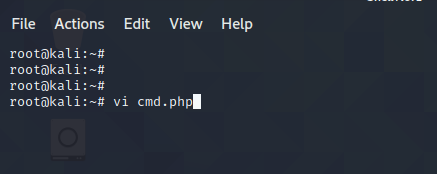 File Actions Edit View Help
root@kali:~#
root@kali:~#
root@kali:~#
root@kali:~# vi cmd.php